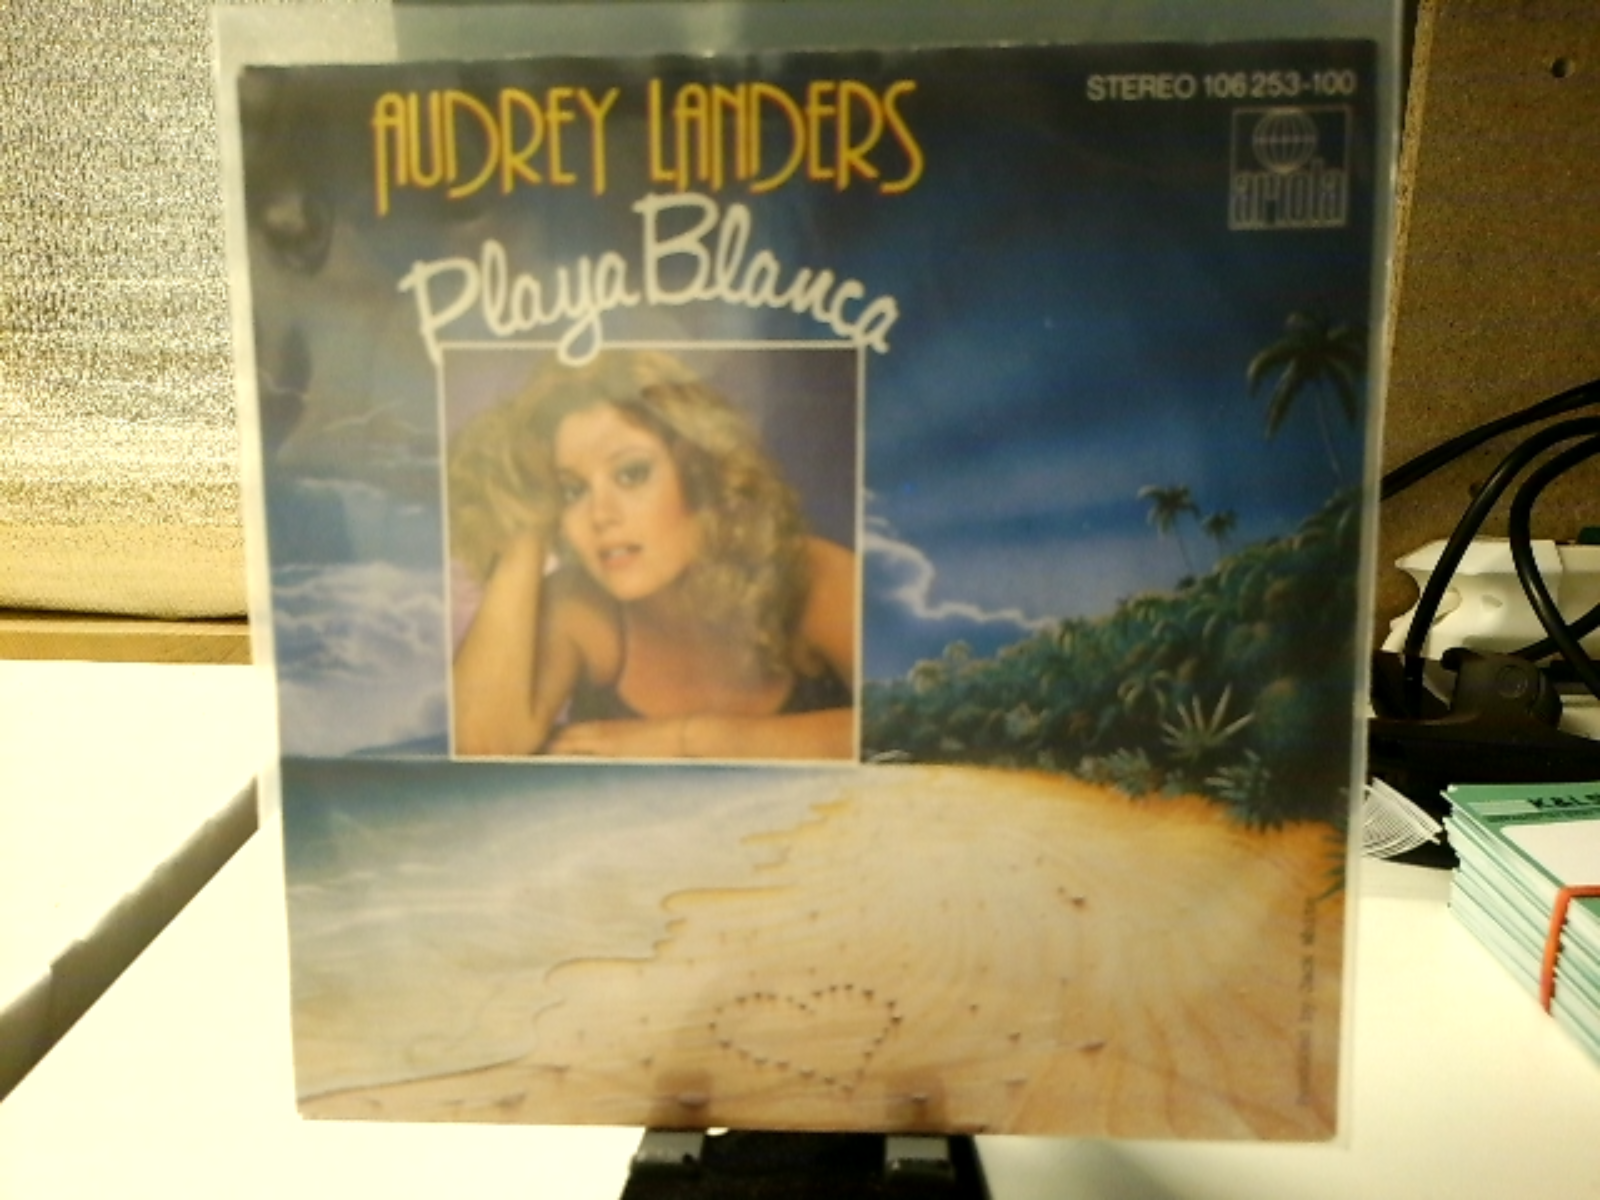 AUDREY LANDERS
STEREO 106 253-100
ariola
Playa Blanca